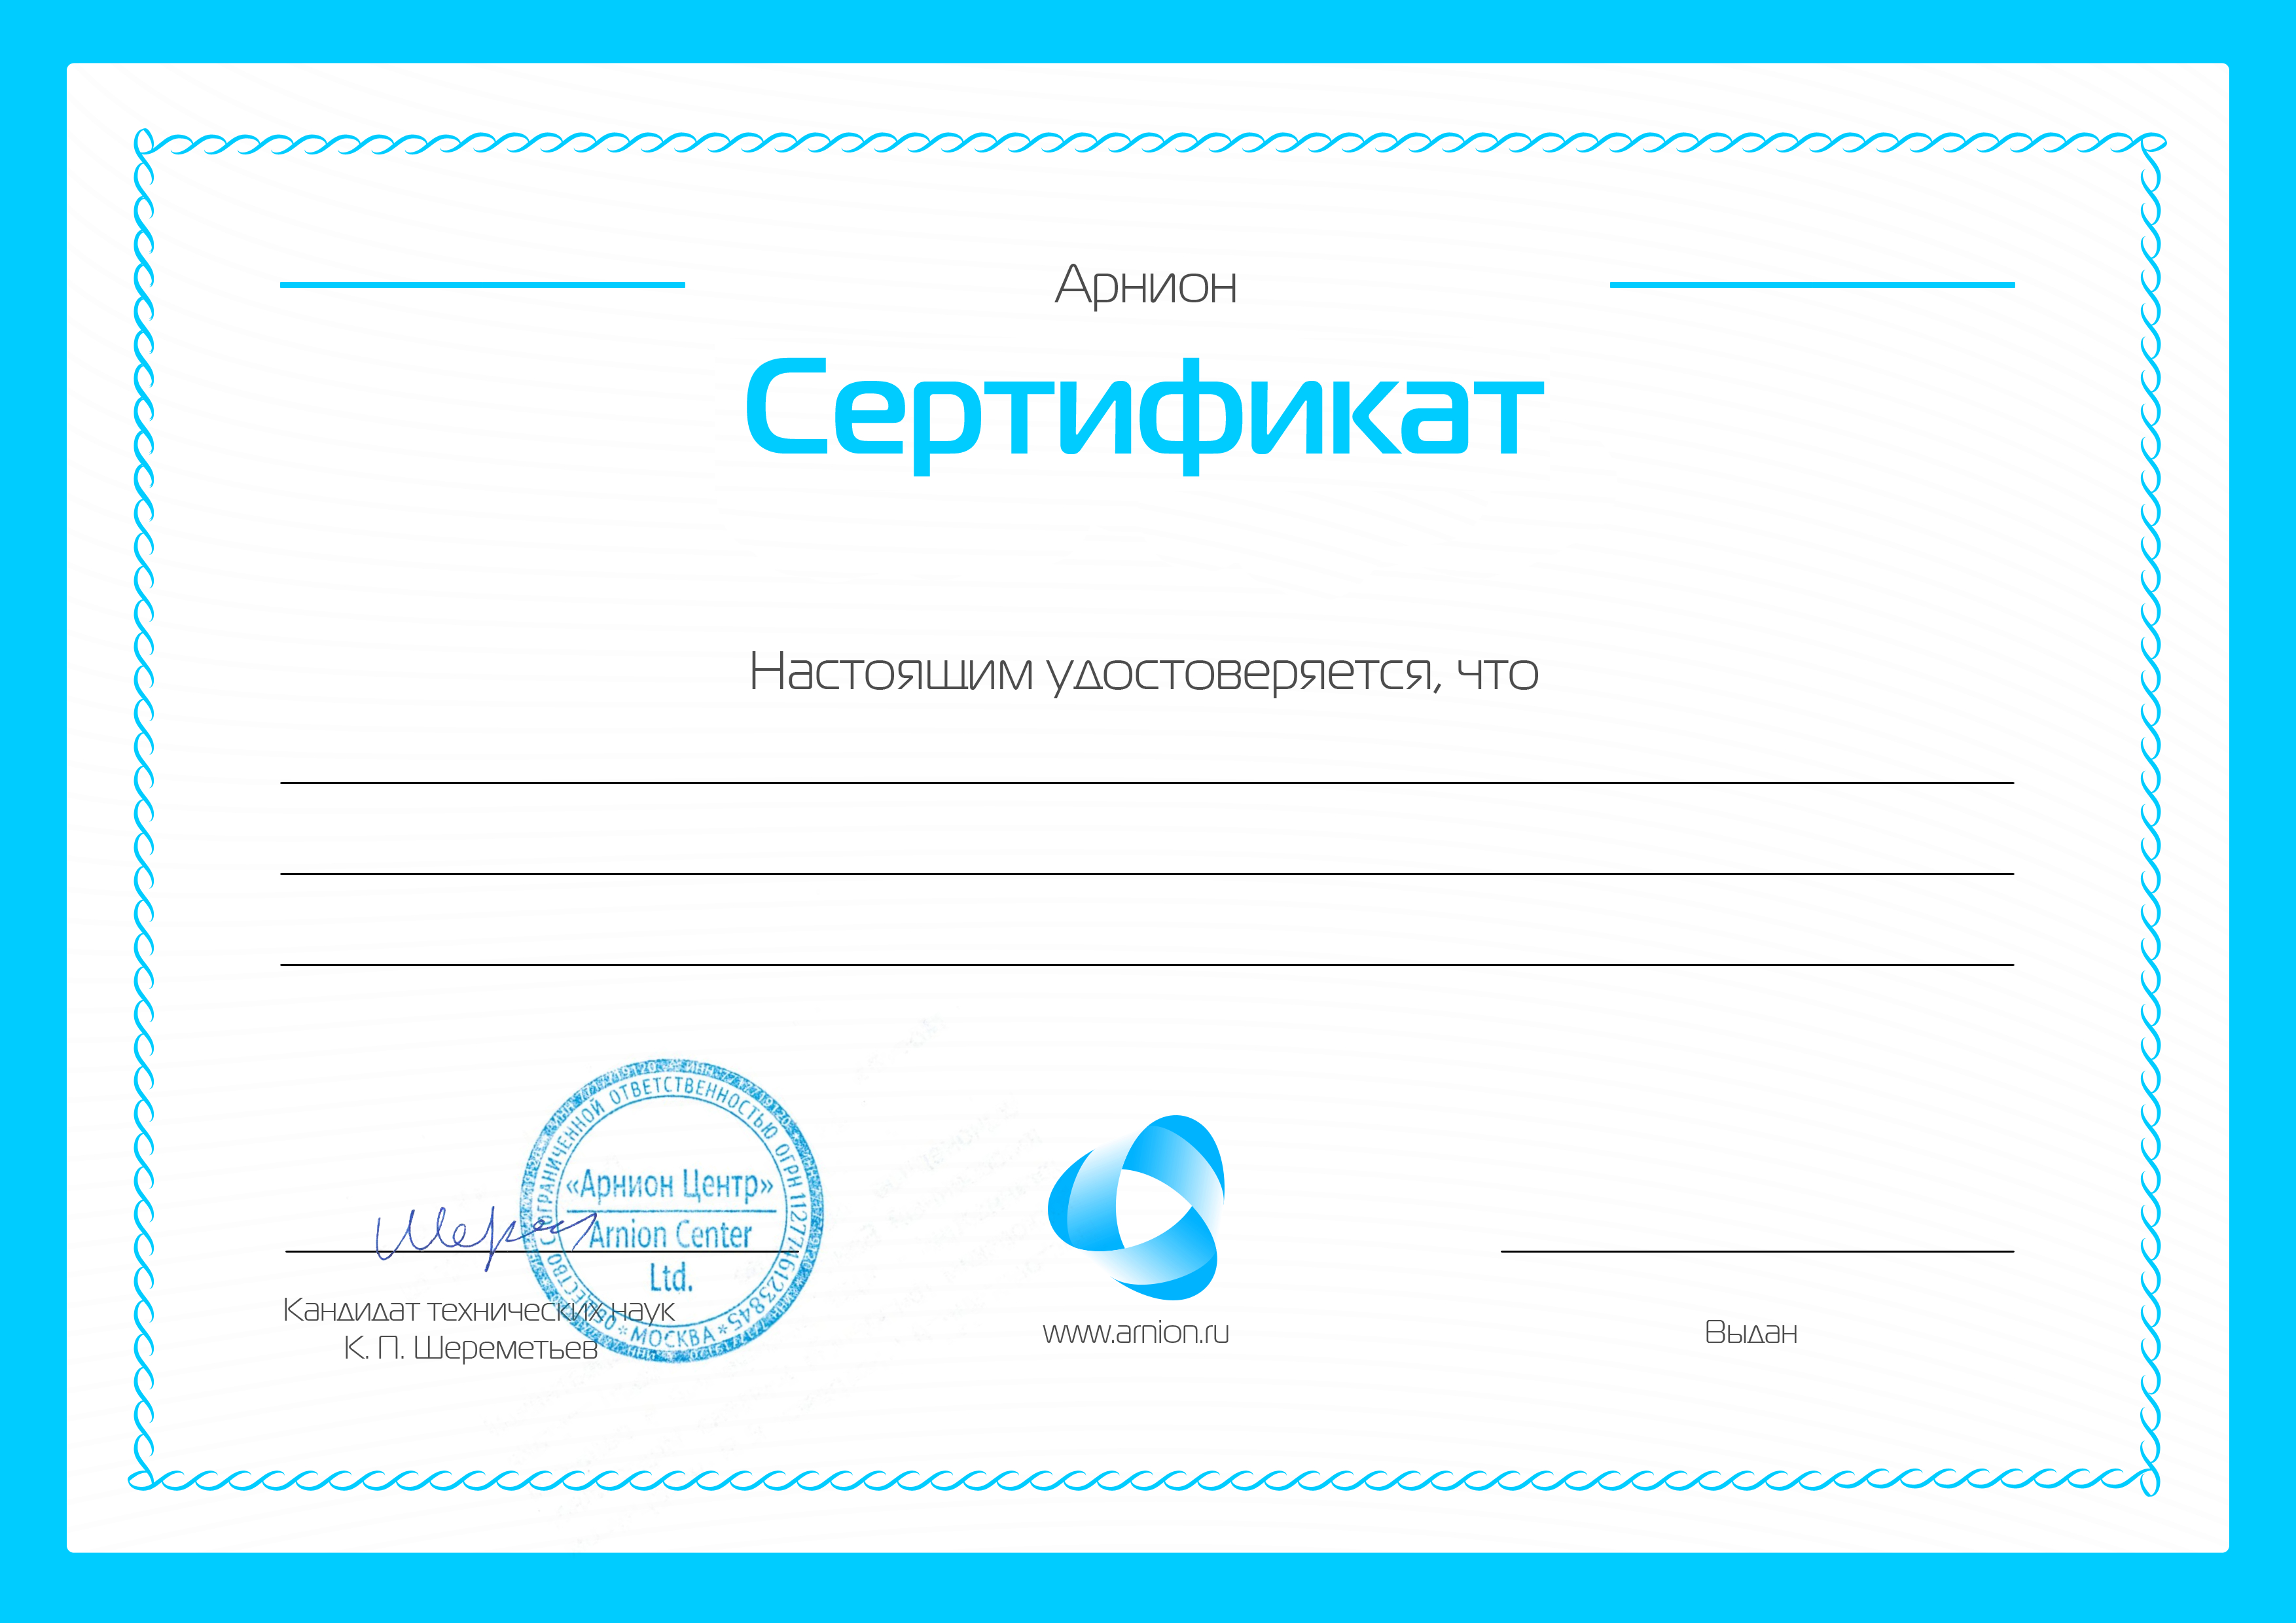 Арнион
Сертификат
Настоящим удостоверяется, что
ОБЩЕСТВО С ОГРАНИЧЕННОЙ ОТВЕТСТВЕННОСТЬЮ ОГРН 1127746123845
«Арнион Центр»
Arnion Center
Ltd.
* МОСКВА *
Кандидат технических наук
К. П. Шереметьев
www.arnion.ru
Выдан